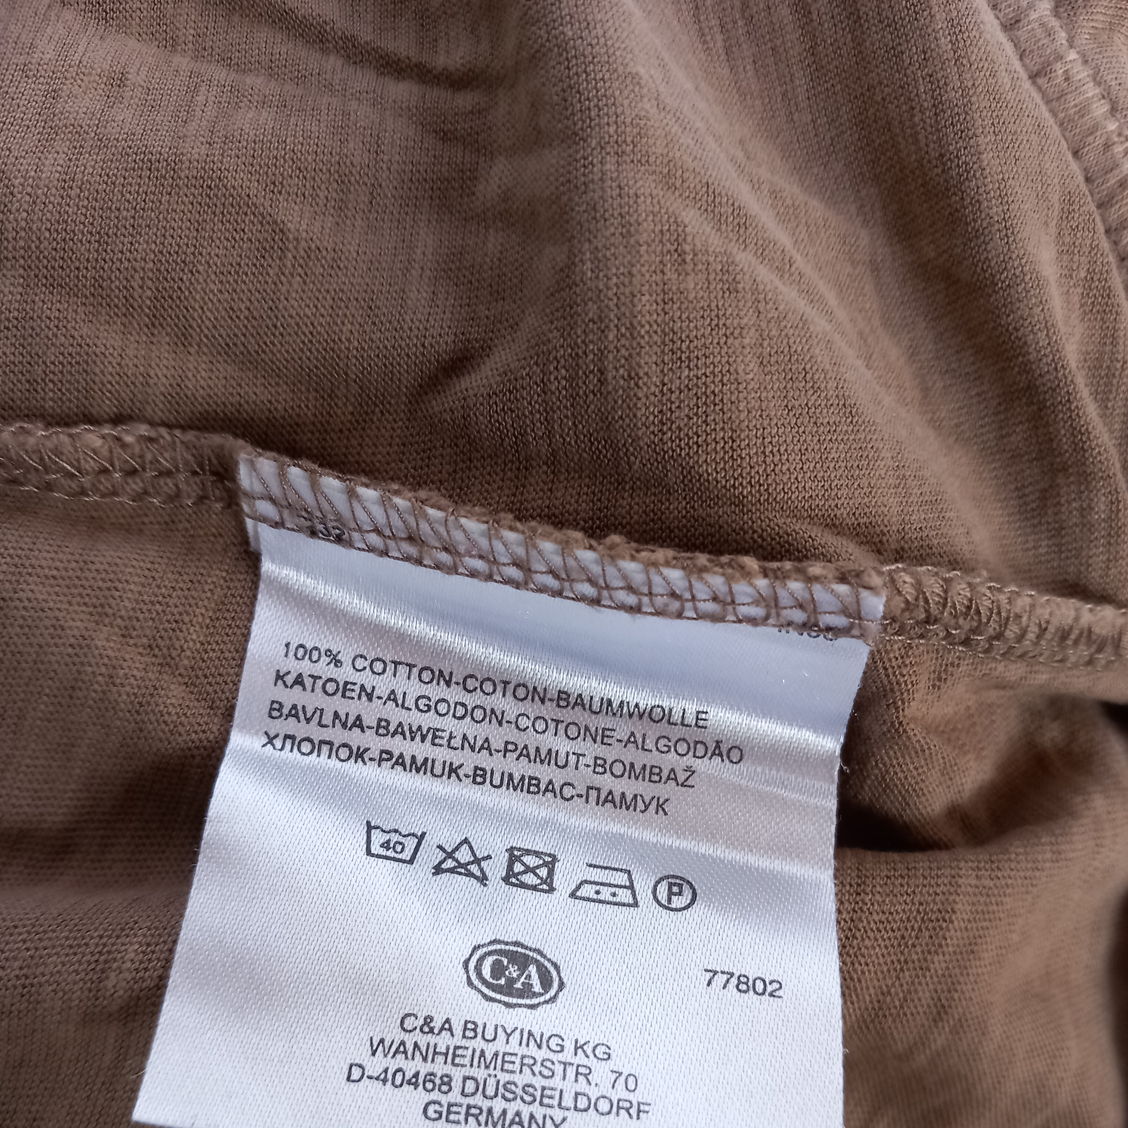 100% COTTON-COTON-BAUMWOLLE
KATOEN-ALGODON-COTONE-ALGODÃO
BAVLNA-BAWEŁNA-PAMUT-BOMBAŽ
ХЛОПОК-PAMUK-BUMBAC-ПАМУК
40
P
C&A
77802
C&A BUYING KG
WANHEIMERSTR. 70
D-40468 DÜSSELDORF
GERMANY